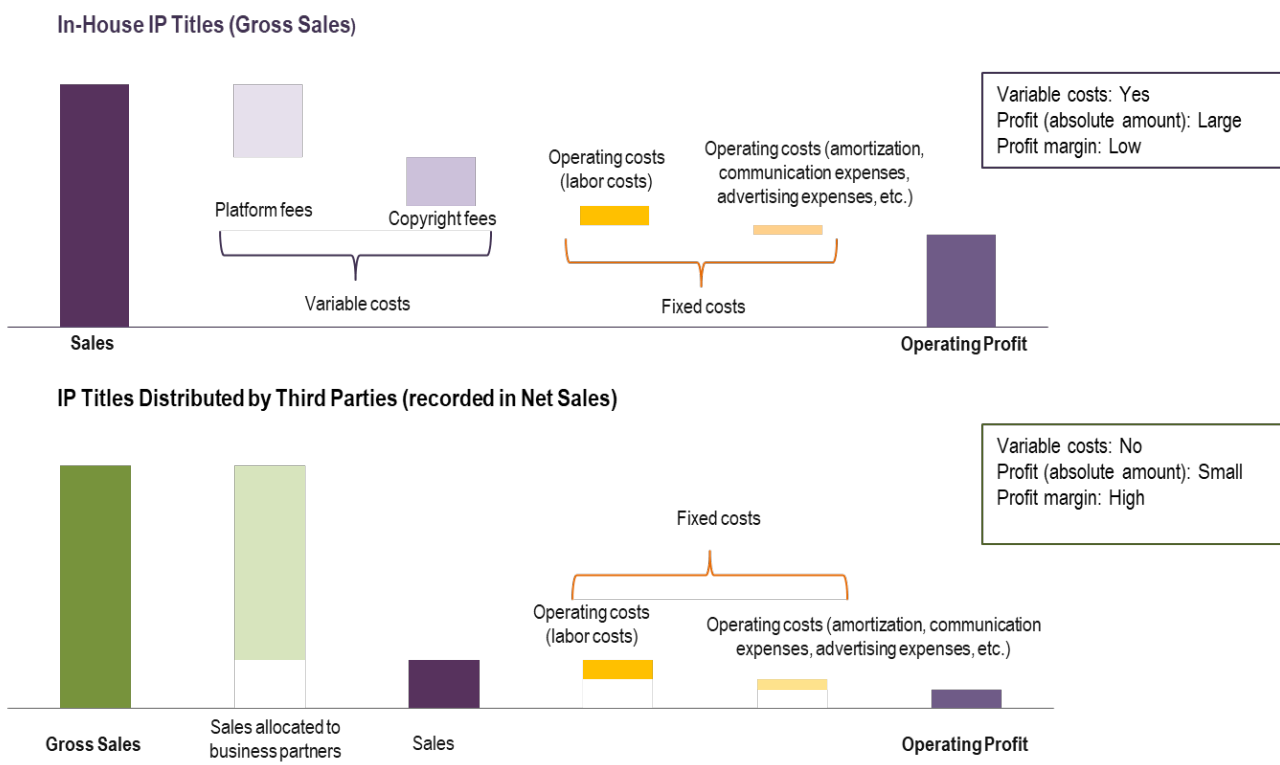 In-House IP Titles (Gross Sales)
Variable costs: Yes
Profit (absolute amount): Large
Profit margin: Low
Operating costs
(labor costs)
Operating costs (amortization,
communication expenses,
advertising expenses, etc.)
Platform fees
Copyright fees
Variable costs
Fixed costs
Sales
Operating Profit
IP Titles Distributed by Third Parties (recorded in Net Sales)
Variable costs: No
Profit (absolute amount): Small
Profit margin: High
Fixed costs
Operating costs
(labor costs)
Operating costs (amortization, communication
expenses, advertising expenses, etc.)
Gross Sales
Sales allocated to
business partners
Sales
Operating Profit